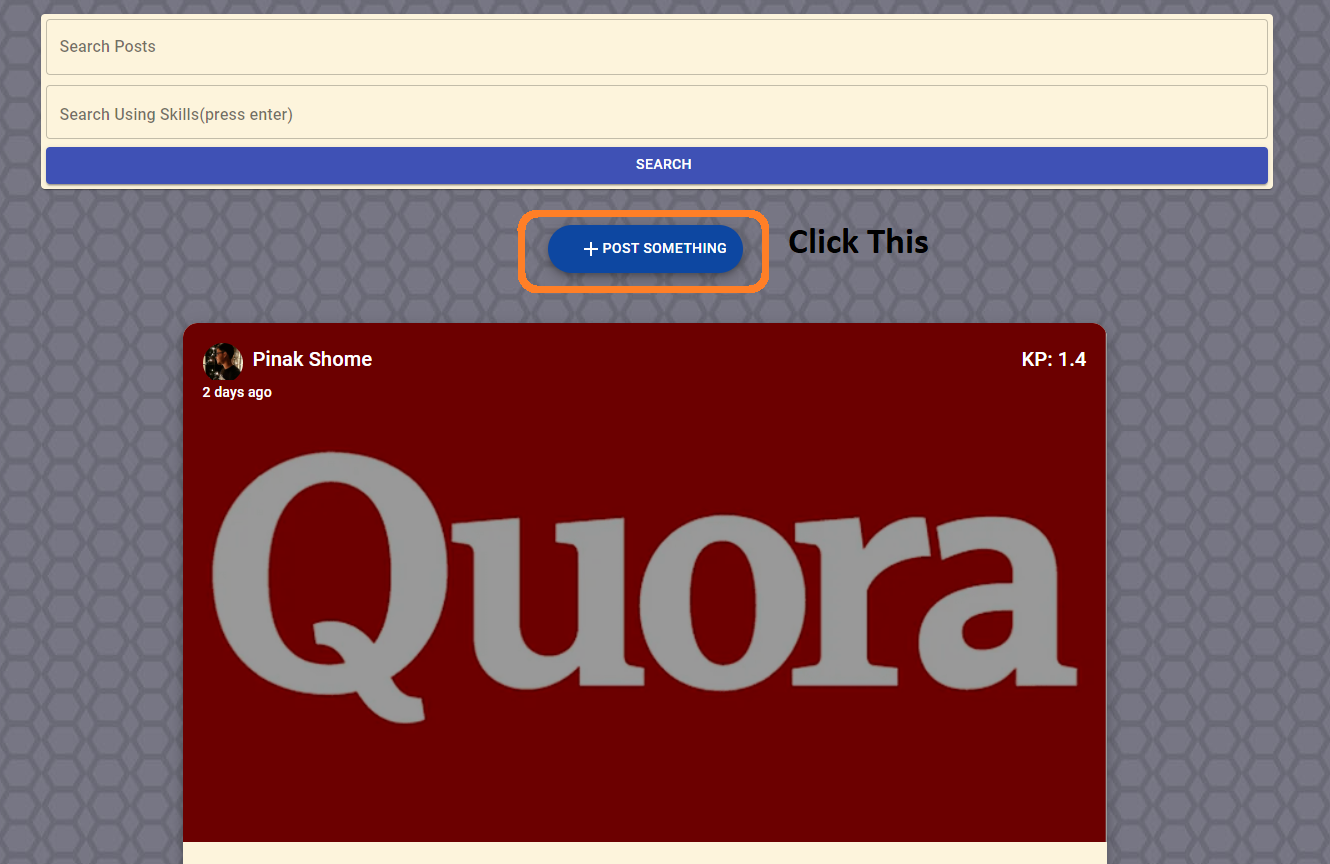 Search Posts
Search Using Skills(press enter)
SEARCH
+ POST SOMETHING
Click This
Pinak Shome
KP: 1.4
2 days ago
Quora